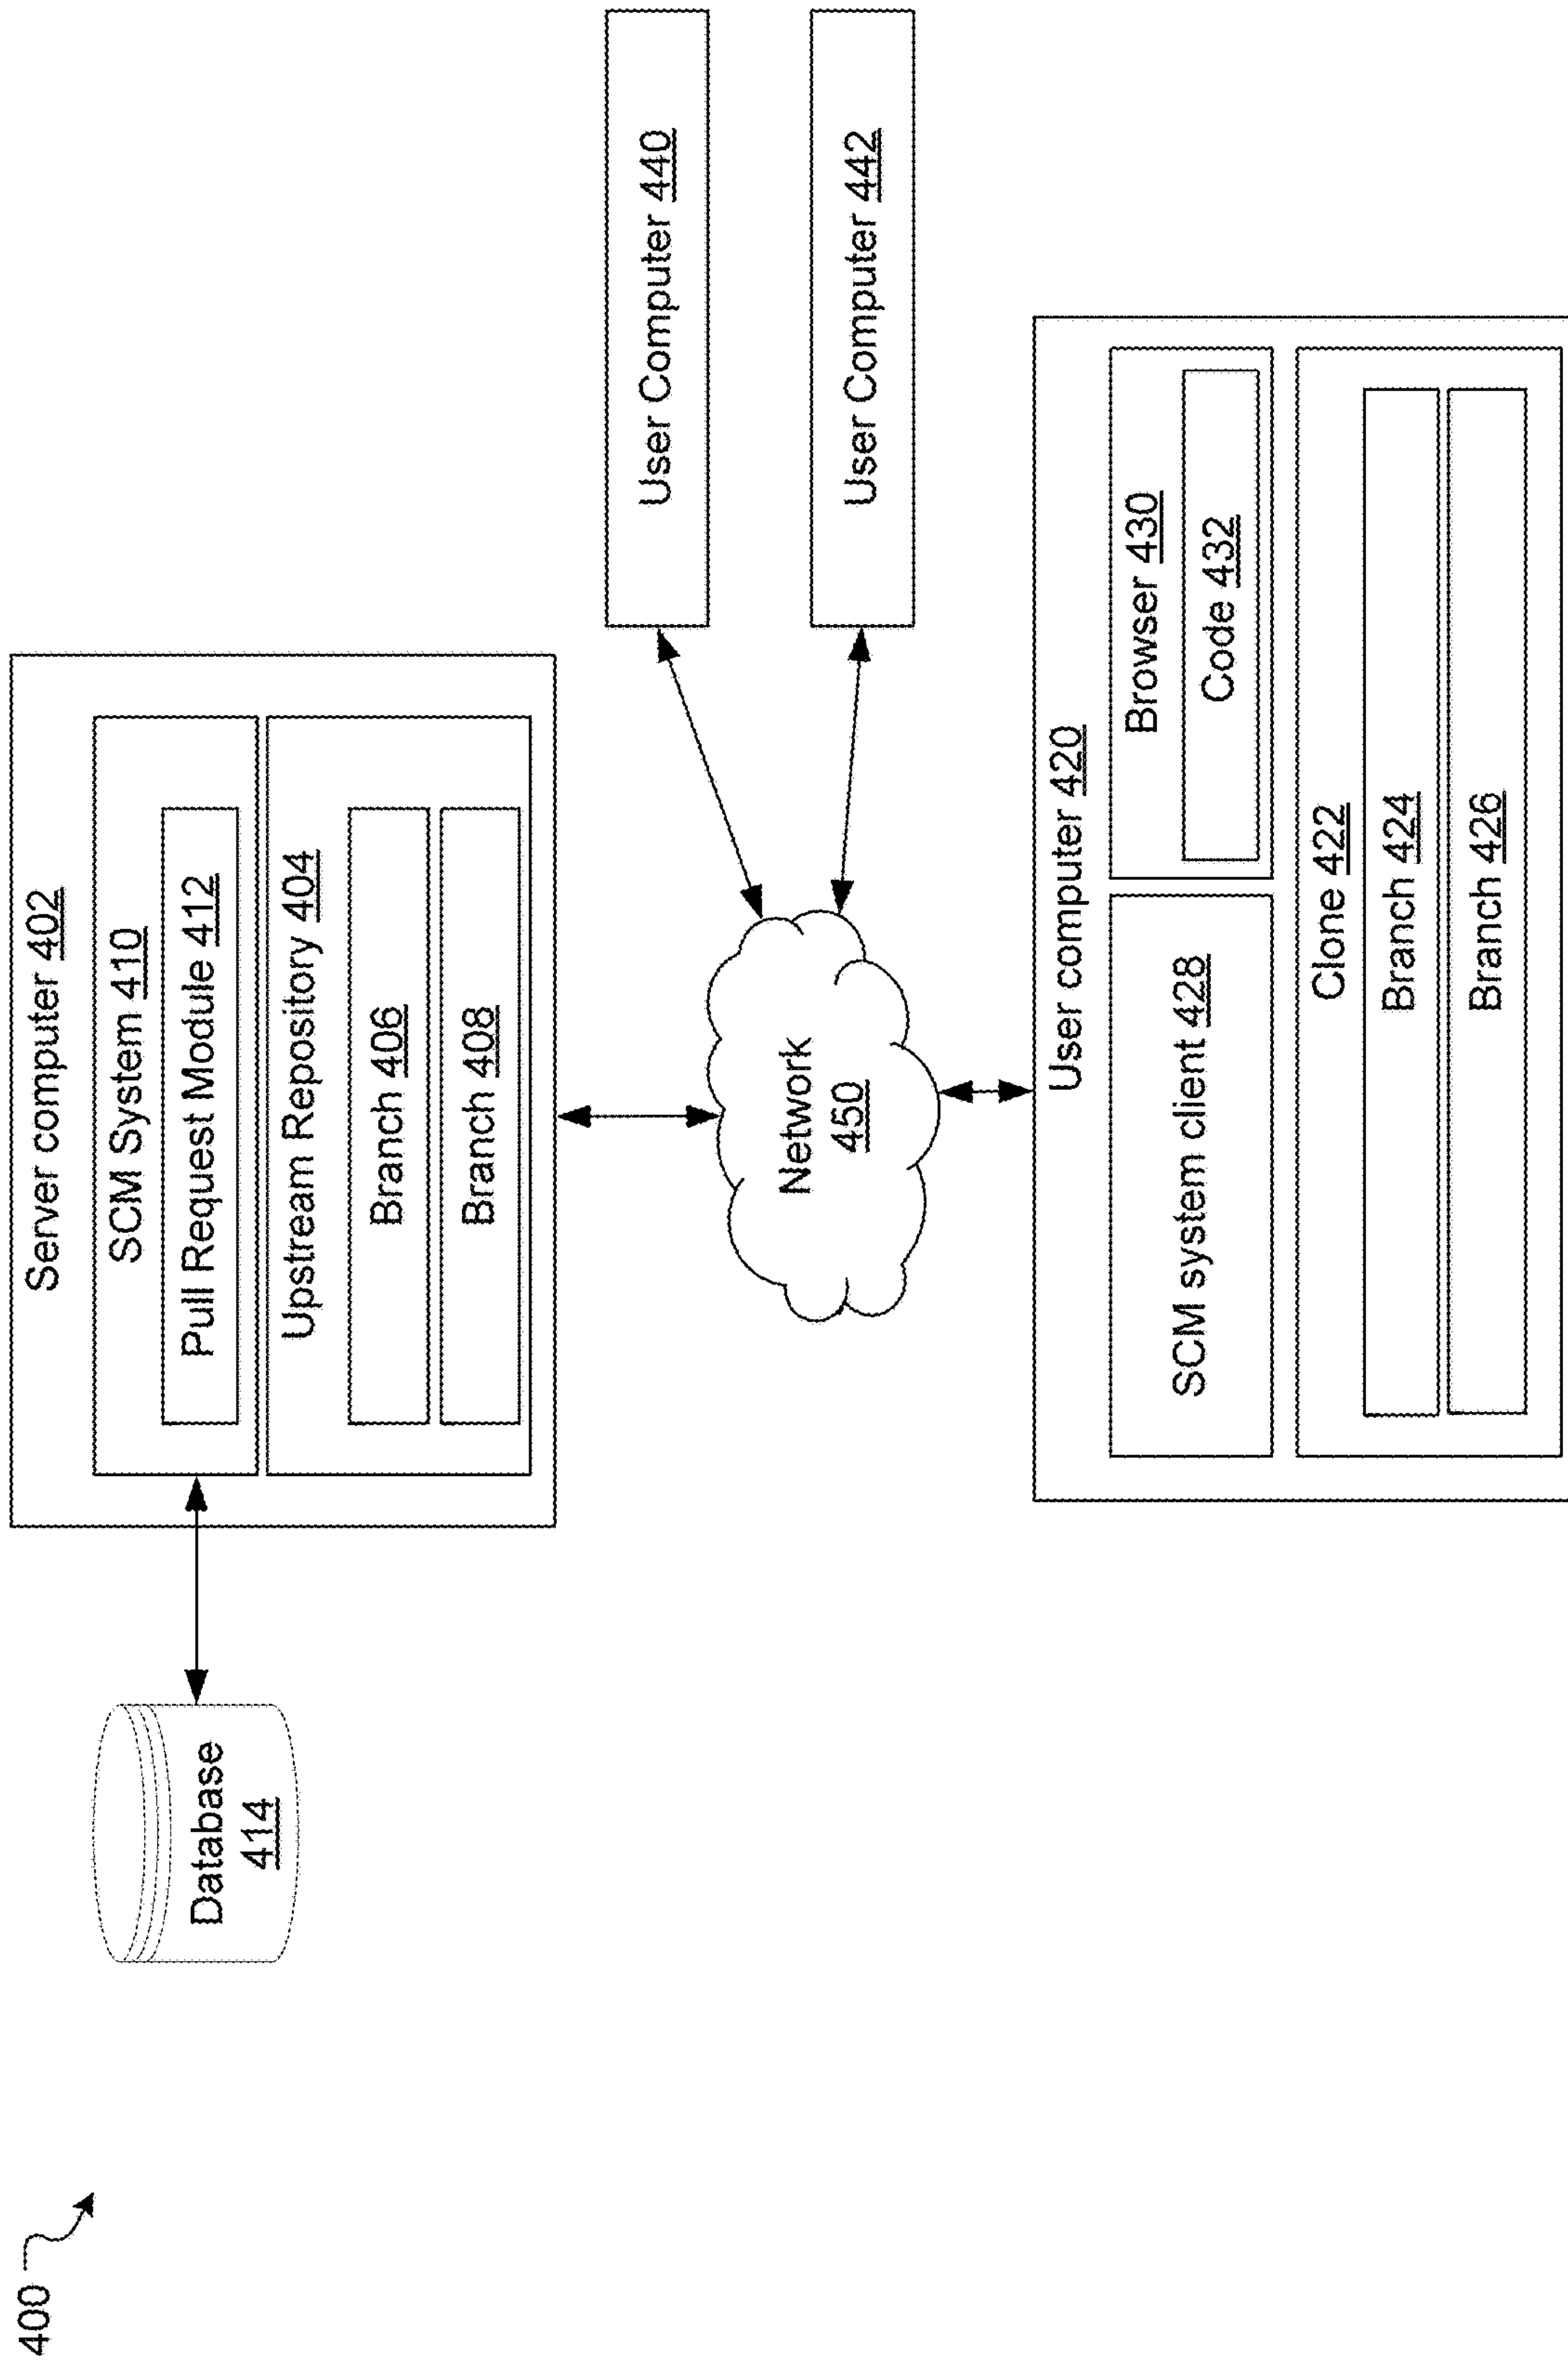 400
Database
414
Server computer 402
SCM System 410
Pull Request Module 412
Upstream Repository 404
Branch 406
Branch 408
User Computer 440
User Computer 442
Network
450
User computer 420
SCM system client 428
Browser 430
Code 432
Clone 422
Branch 424
Branch 426